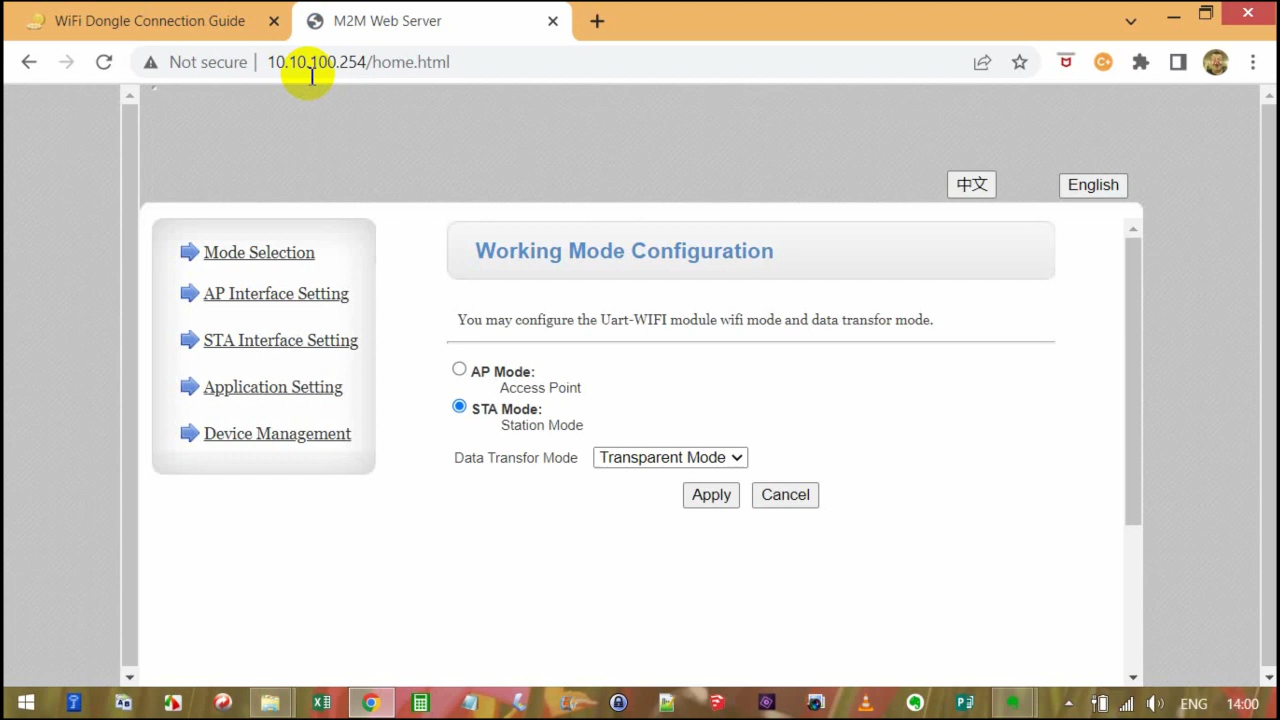 WiFi Dongle Connection Guide
M2M Web Server
Not secure
10.10.100.254/home.html
中文
English
Mode Selection
AP Interface Setting
STA Interface Setting
Application Setting
Device Management
Working Mode Configuration
You may configure the Uart-WIFI module wifi mode and data transfor mode.
AP Mode:
Access Point
STA Mode:
Station Mode
Data Transfor Mode
Transparent Mode
Apply
Cancel
ENG
14:00